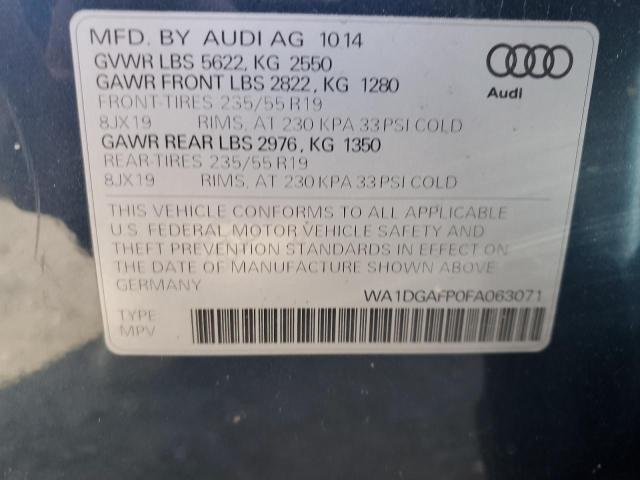 MFD. BY AUDI AG 10 14
GVWR LBS 5622, KG 2550
GAWR FRONT LBS 2822, KG 1280
FRONT-TIRES 235/55 R19
8JX19 RIMS, AT 230 KPA 33 PSI COLD
GAWR REAR LBS 2976, KG 1350
REAR-TIRES 235/55 R19
8JX19 RIMS, AT 230 KPA 33 PSI COLD
Audi
THIS VEHICLE CONFORMS TO ALL APPLICABLE
U.S. FEDERAL MOTOR VEHICLE SAFETY AND
THEFT PREVENTION STANDARDS IN EFFECT ON
THE DATE OF MANUFACTURE SHOWN ABOVE
GERMANY
WA1DGAFP0FA063071
TYPE
MPV